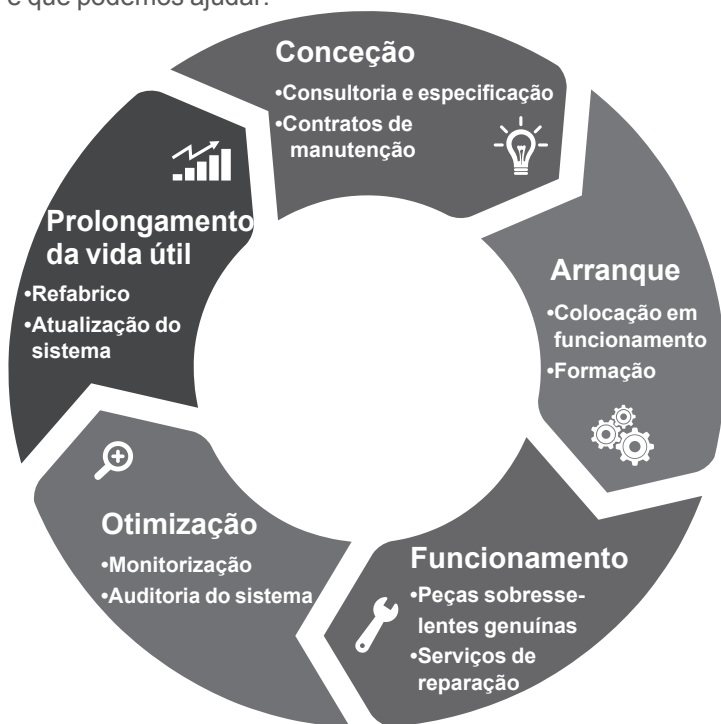 e que podemos ajudar.
Conceção
•Consultoria e especificação
•Contratos de
manutenção
Arranque
•Colocação em
funcionamento
•Formação
Funcionamento
•Peças sobresse-
lentes genuínas
•Serviços de
reparação
Otimização
•Monitorização
•Auditoria do sistema
Prolongamento
da vida útil
•Refabrico
•Atualização do
sistema